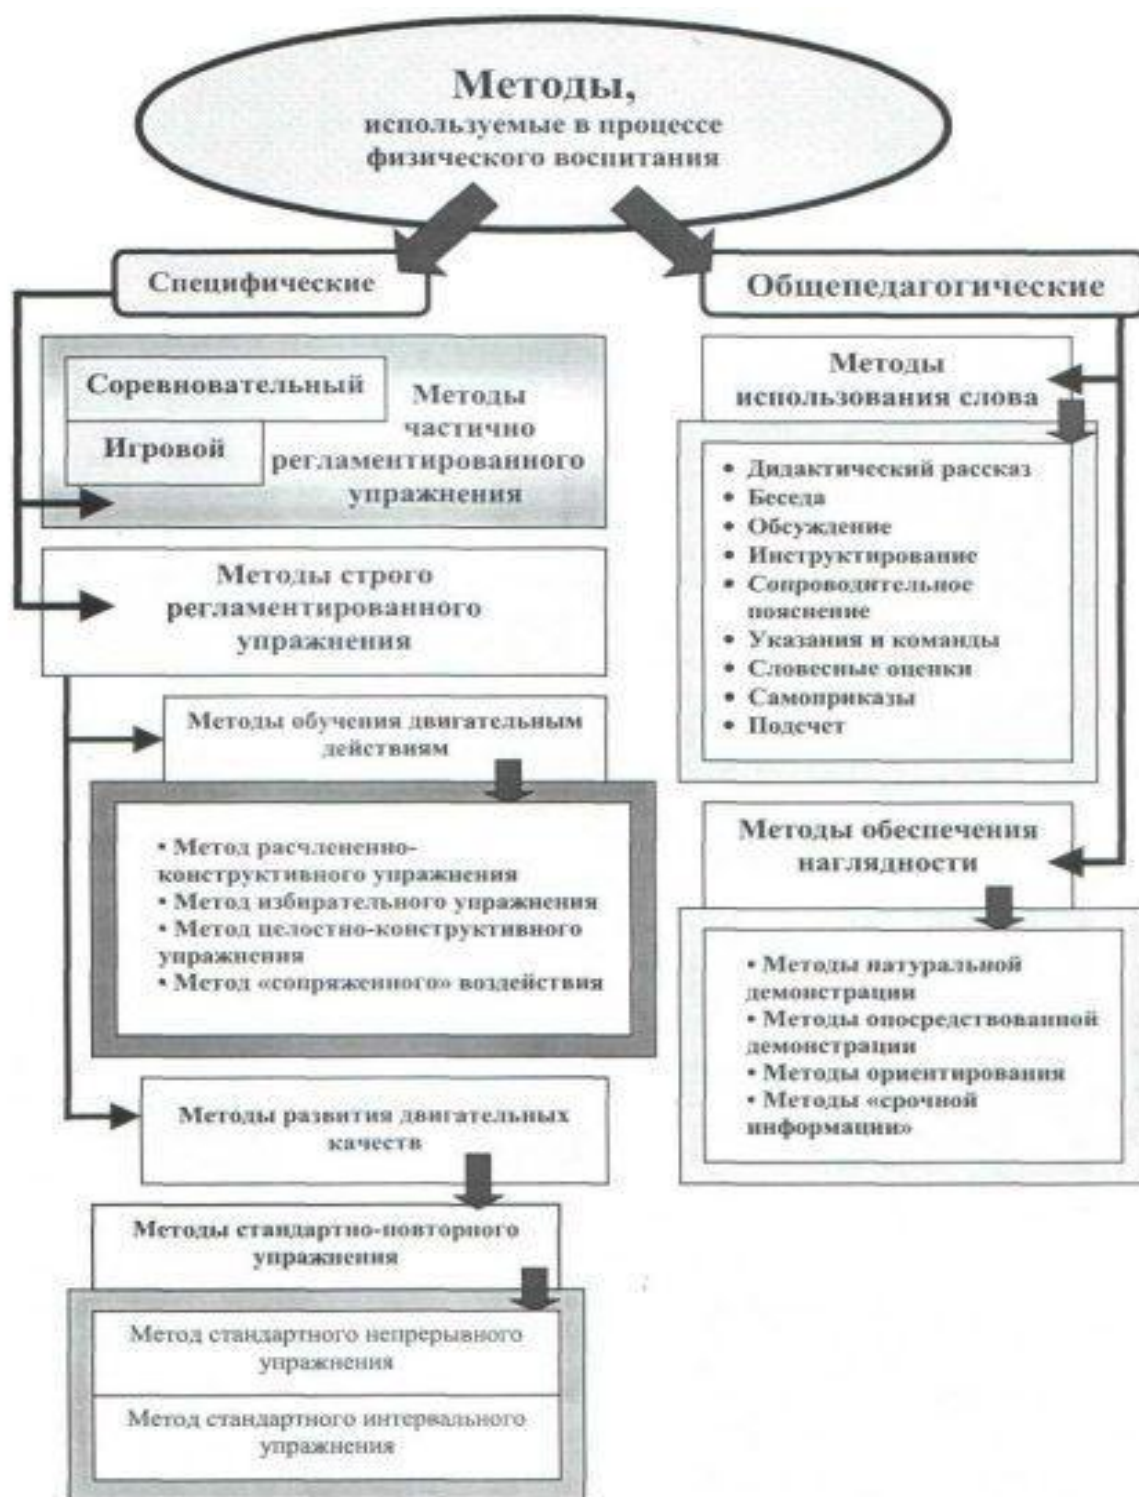 Методы,
используемые в процессе
физического воспитания
Специфические
Общепедагогические
Соревновательный
Игровой
Методы
частично
регламентированного
упражнения
Методы строго
регламентированного
упражнения
Методы обучения двигательным
действиям
• Метод расчлененно-
конструктивного упражнения
• Метод избирательного упражнения
• Метод целостно-конструктивного
упражнения
• Метод «сопряженного» воздействия
Методы развития двигательных
качеств
Методы стандартно-повторного
упражнения
Метод стандартного непрерывного
упражнения
Метод стандартного интервального
упражнения
Методы
использования слова
• Дидактический рассказ
• Беседа
• Обсуждение
• Инструктирование
• Сопроводительное
пояснение
• Указания и команды
• Словесные оценки
• Самоприказы
• Подсчет
Методы обеспечения
наглядности
• Методы натуральной
демонстрации
• Методы опосредствованной
демонстрации
• Методы ориентирования
• Методы «срочной
информации»